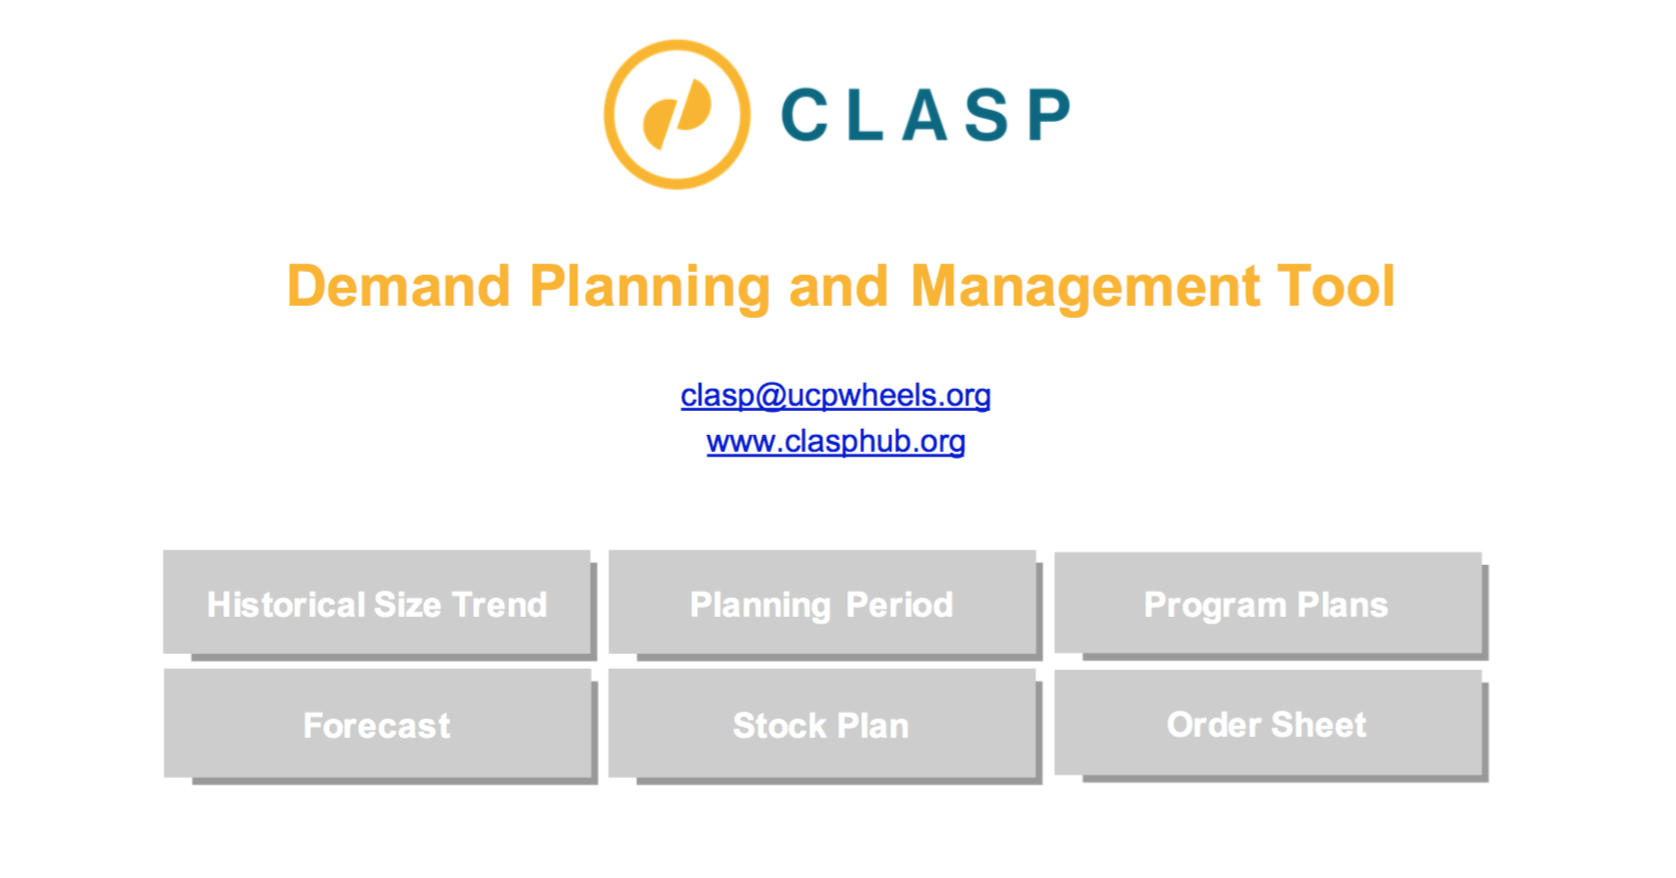 CLASP
Demand Planning and Management Tool
clasp@ucpwheels.org
www.clasphub.org
Historical Size Trend
Planning Period
Program Plans
Forecast
Stock Plan
Order Sheet